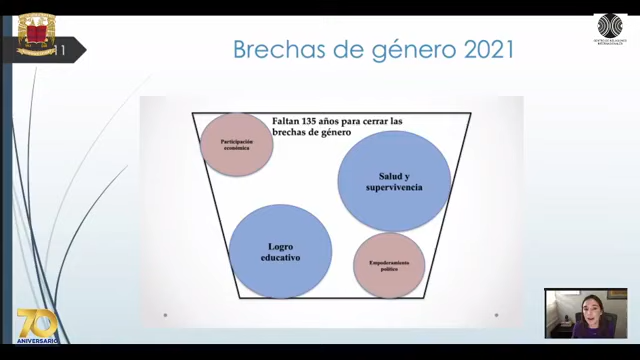 11
Brechas de género 2021
Faltan 135 años para cerrar las
brechas de género
Participación
económica
Salud y
supervivencia
Logro
educativo
Empoderamiento
político
70
ANIVERSARIO